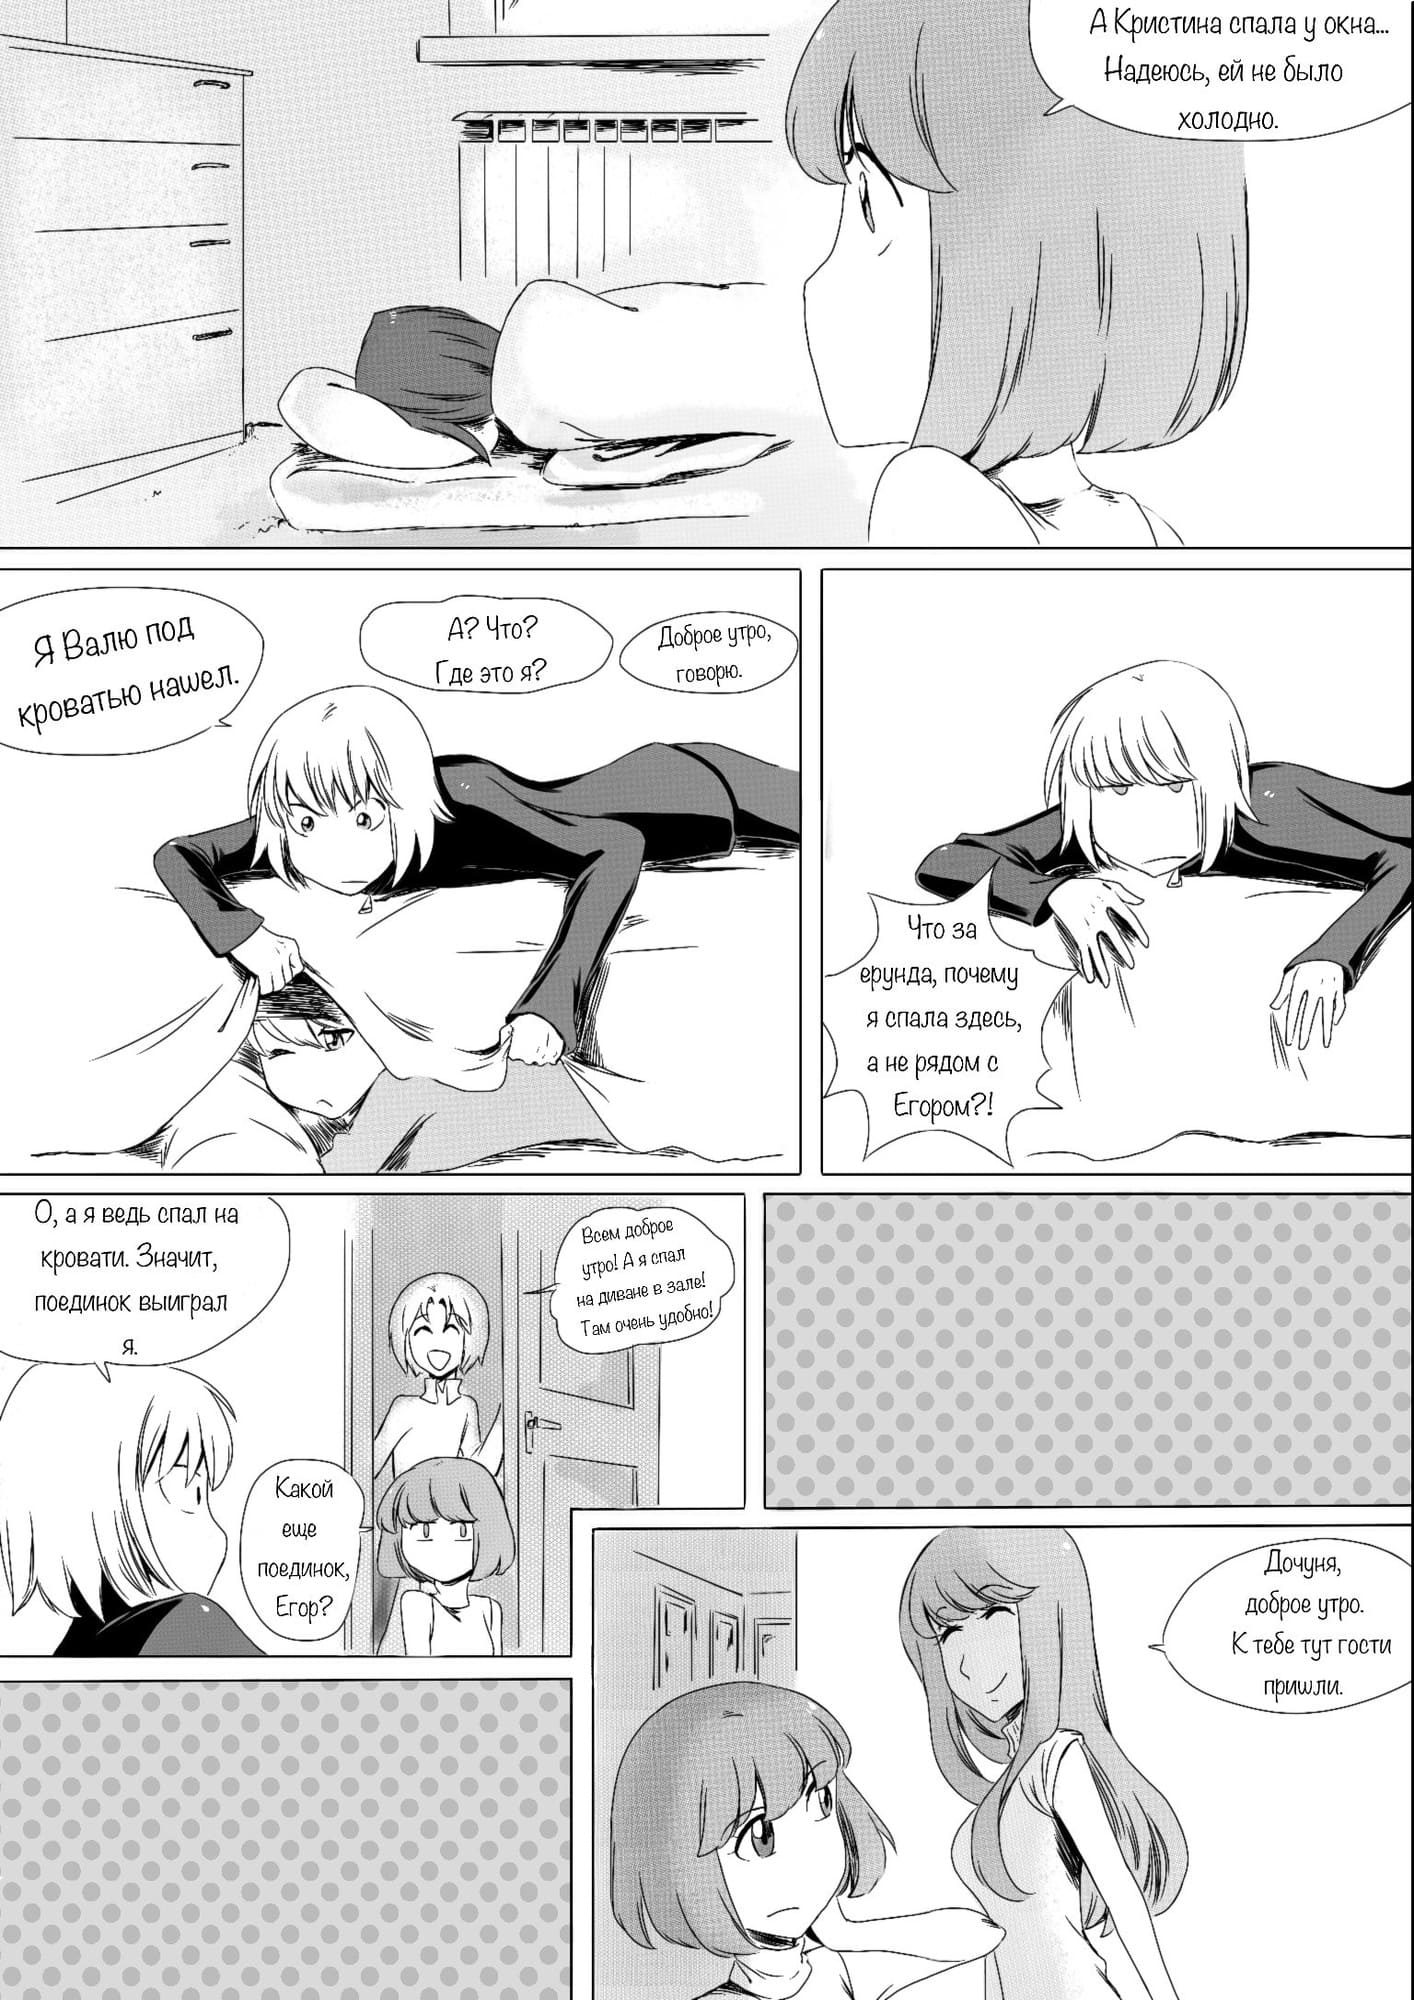 А Кристина спала у окна...
Надеюсь, ей не было
холодно.
Я Валю под
кроватью нашел.
А? Что?
Где это я?
Доброе утро,
говорю.
Что за
ерунда, почему
я спала здесь,
а не рядом с
Егором?!
О, а я ведь спал на
кровати. Значит,
поединок выиграл
я.
Всем доброе
утро! А я спал
на диване в зале!
Там очень удобно!
Какой
еще
поединок,
Егор?
Дочуня,
доброе утро.
К тебе тут гости
пришли.